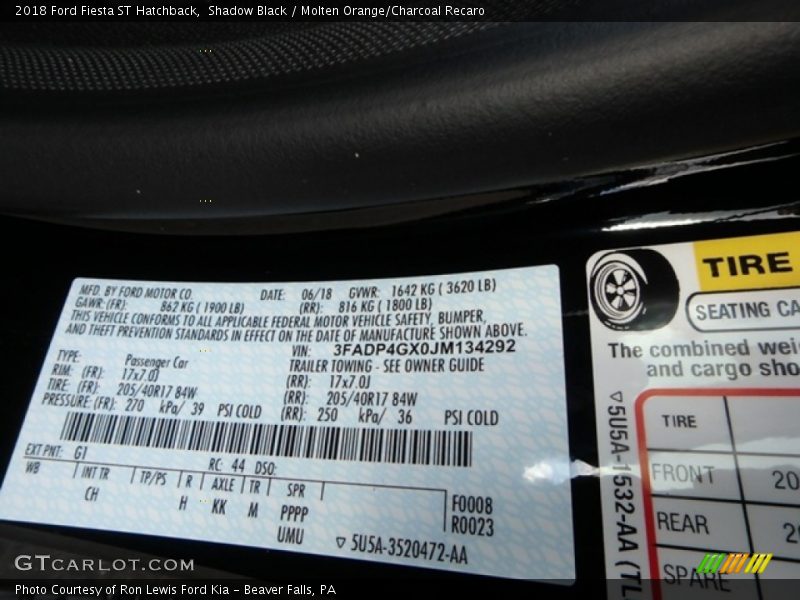 2018 Ford Fiesta ST Hatchback,  Shadow Black / Molten Orange/Charcoal Recaro
MFD. BY FORD MOTOR CO. DATE: 06/18 GVWR: 1642 KG ( 3620 LB)
GAWR: (FR): 862 KG ( 1900 LB) (RR): 816 KG ( 1800 LB)
THIS VEHICLE CONFORMS TO ALL APPLICABLE FEDERAL MOTOR VEHICLE SAFETY, BUMPER,
AND THEFT PREVENTION STANDARDS IN EFFECT ON THE DATE OF MANUFACTURE SHOWN ABOVE.
VIN: 3FADP4GX0JM134292
TYPE: Passenger Car TRAILER TOWING - SEE OWNER GUIDE
RIM: (FR): 17x7.0J (RR): 17x7.0J
TIRE: (FR): 205/40R17 84W (RR): 205/40R17 84W
PRESSURE: (FR): 270 kPa/ 39 PSI COLD (RR): 250 kPa/ 36 PSI COLD
EXT PNT: G1 RC: 44 DSO:
WB INT TR TP/PS R AXLE TR SPR
CH H KK M PPPP
UMU
F0008
R0023
▽ 5U5A-3520472-AA
TIRE
SEATING CA
The combined wei
and cargo sho
▽5U5A-1532-AA (TL
TIRE
FRONT 20
REAR 20
SPARE
GTCARLOT.COM
Photo Courtesy of Ron Lewis Ford Kia – Beaver Falls, PA